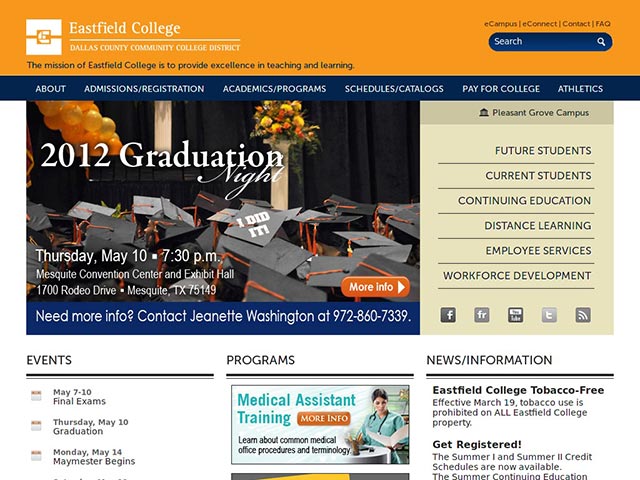 Eastfield College
DALLAS COUNTY COMMUNITY COLLEGE DISTRICT
The mission of Eastfield College is to provide excellence in teaching and learning.
eCampus | eConnect | Contact | FAQ
Search
ABOUT ADMISSIONS/REGISTRATION ACADEMICS/PROGRAMS SCHEDULES/CATALOGS PAY FOR COLLEGE ATHLETICS
2012 Graduation
Night
I DID
IT!
Thursday, May 10 ▪ 7:30 p.m.
Mesquite Convention Center and Exhibit Hall
1700 Rodeo Drive ▪ Mesquite, TX 75149
More info
Need more info? Contact Jeanette Washington at 972-860-7339.
Pleasant Grove Campus
FUTURE STUDENTS
CURRENT STUDENTS
CONTINUING EDUCATION
DISTANCE LEARNING
EMPLOYEE SERVICES
WORKFORCE DEVELOPMENT
f fr You Tube t
EVENTS
May 7-10
Final Exams
Thursday, May 10
Graduation
Monday, May 14
Maymester Begins
PROGRAMS
Medical Assistant
Training MORE INFO
Learn about common medical
office procedures and terminology.
NEWS/INFORMATION
Eastfield College Tobacco-Free
Effective March 19, tobacco use is
prohibited on ALL Eastfield College
property.
Get Registered!
The Summer I and Summer II Credit
Schedules are now available.
The Summer Continuing Education